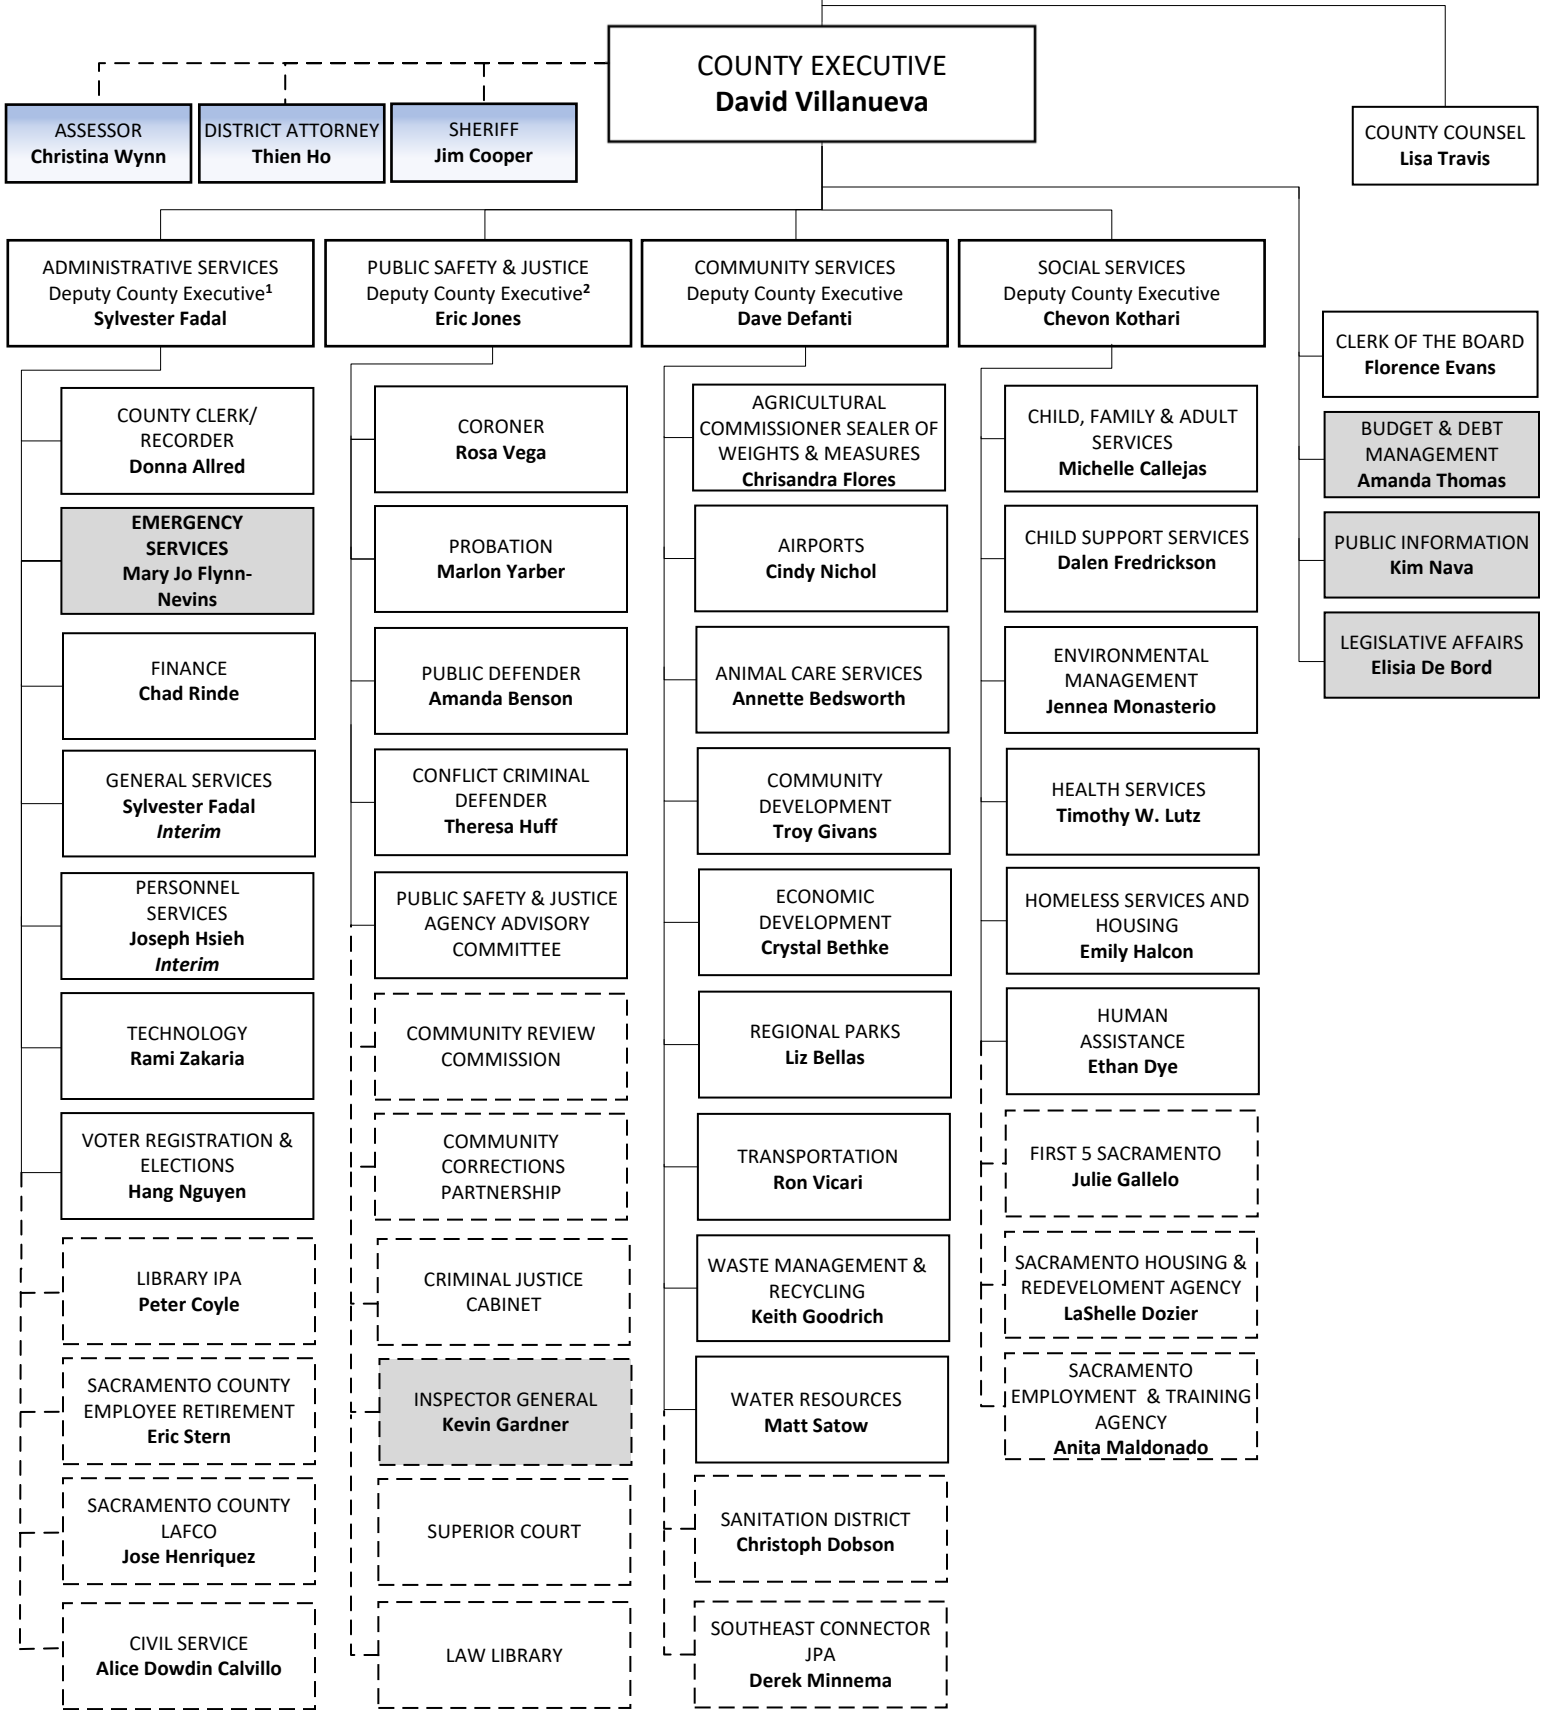 COUNTY EXECUTIVE
David Villanueva
ASSESSOR
Christina Wynn
DISTRICT ATTORNEY
Thien Ho
SHERIFF
Jim Cooper
COUNTY COUNSEL
Lisa Travis
ADMINISTRATIVE SERVICES
Deputy County Executive¹
Sylvester Fadal
PUBLIC SAFETY & JUSTICE
Deputy County Executive²
Eric Jones
COMMUNITY SERVICES
Deputy County Executive
Dave Defanti
SOCIAL SERVICES
Deputy County Executive
Chevon Kothari
CLERK OF THE BOARD
Florence Evans
BUDGET & DEBT
MANAGEMENT
Amanda Thomas
PUBLIC INFORMATION
Kim Nava
LEGISLATIVE AFFAIRS
Elisia De Bord
COUNTY CLERK/
RECORDER
Donna Allred
EMERGENCY
SERVICES
Mary Jo Flynn-
Nevins
FINANCE
Chad Rinde
GENERAL SERVICES
Sylvester Fadal
Interim
PERSONNEL
SERVICES
Joseph Hsieh
Interim
TECHNOLOGY
Rami Zakaria
VOTER REGISTRATION &
ELECTIONS
Hang Nguyen
LIBRARY IPA
Peter Coyle
SACRAMENTO COUNTY
EMPLOYEE RETIREMENT
Eric Stern
SACRAMENTO COUNTY
LAFCO
Jose Henriquez
CIVIL SERVICE
Alice Dowdin Calvillo
CORONER
Rosa Vega
PROBATION
Marlon Yarber
PUBLIC DEFENDER
Amanda Benson
CONFLICT CRIMINAL
DEFENDER
Theresa Huff
PUBLIC SAFETY & JUSTICE
AGENCY ADVISORY
COMMITTEE
COMMUNITY REVIEW
COMMISSION
COMMUNITY
CORRECTIONS
PARTNERSHIP
CRIMINAL JUSTICE
CABINET
INSPECTOR GENERAL
Kevin Gardner
SUPERIOR COURT
LAW LIBRARY
AGRICULTURAL
COMMISSIONER SEALER OF
WEIGHTS & MEASURES
Chrisandra Flores
AIRPORTS
Cindy Nichol
ANIMAL CARE SERVICES
Annette Bedsworth
COMMUNITY
DEVELOPMENT
Troy Givans
ECONOMIC
DEVELOPMENT
Crystal Bethke
REGIONAL PARKS
Liz Bellas
TRANSPORTATION
Ron Vicari
WASTE MANAGEMENT &
RECYCLING
Keith Goodrich
WATER RESOURCES
Matt Satow
SANITATION DISTRICT
Christoph Dobson
SOUTHEAST CONNECTOR
JPA
Derek Minnema
CHILD, FAMILY & ADULT
SERVICES
Michelle Callejas
CHILD SUPPORT SERVICES
Dalen Fredrickson
ENVIRONMENTAL
MANAGEMENT
Jennea Monasterio
HEALTH SERVICES
Timothy W. Lutz
HOMELESS SERVICES AND
HOUSING
Emily Halcon
HUMAN
ASSISTANCE
Ethan Dye
FIRST 5 SACRAMENTO
Julie Gallelo
SACRAMENTO HOUSING &
REDEVELOMENT AGENCY
LaShelle Dozier
SACRAMENTO
EMPLOYMENT & TRAINING
AGENCY
Anita Maldonado